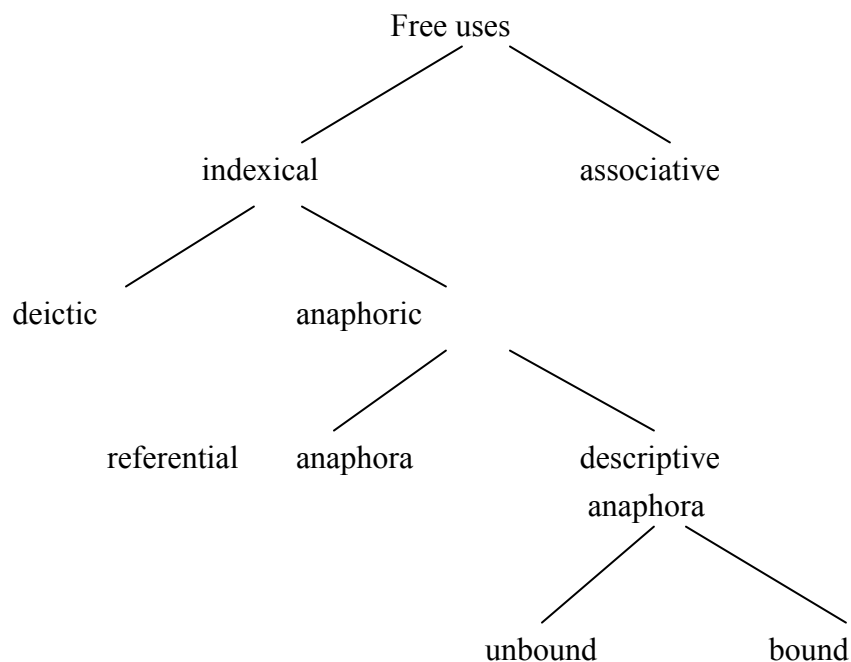 Free uses
indexical associative
deictic anaphoric
referential anaphora descriptive
anaphora
unbound bound